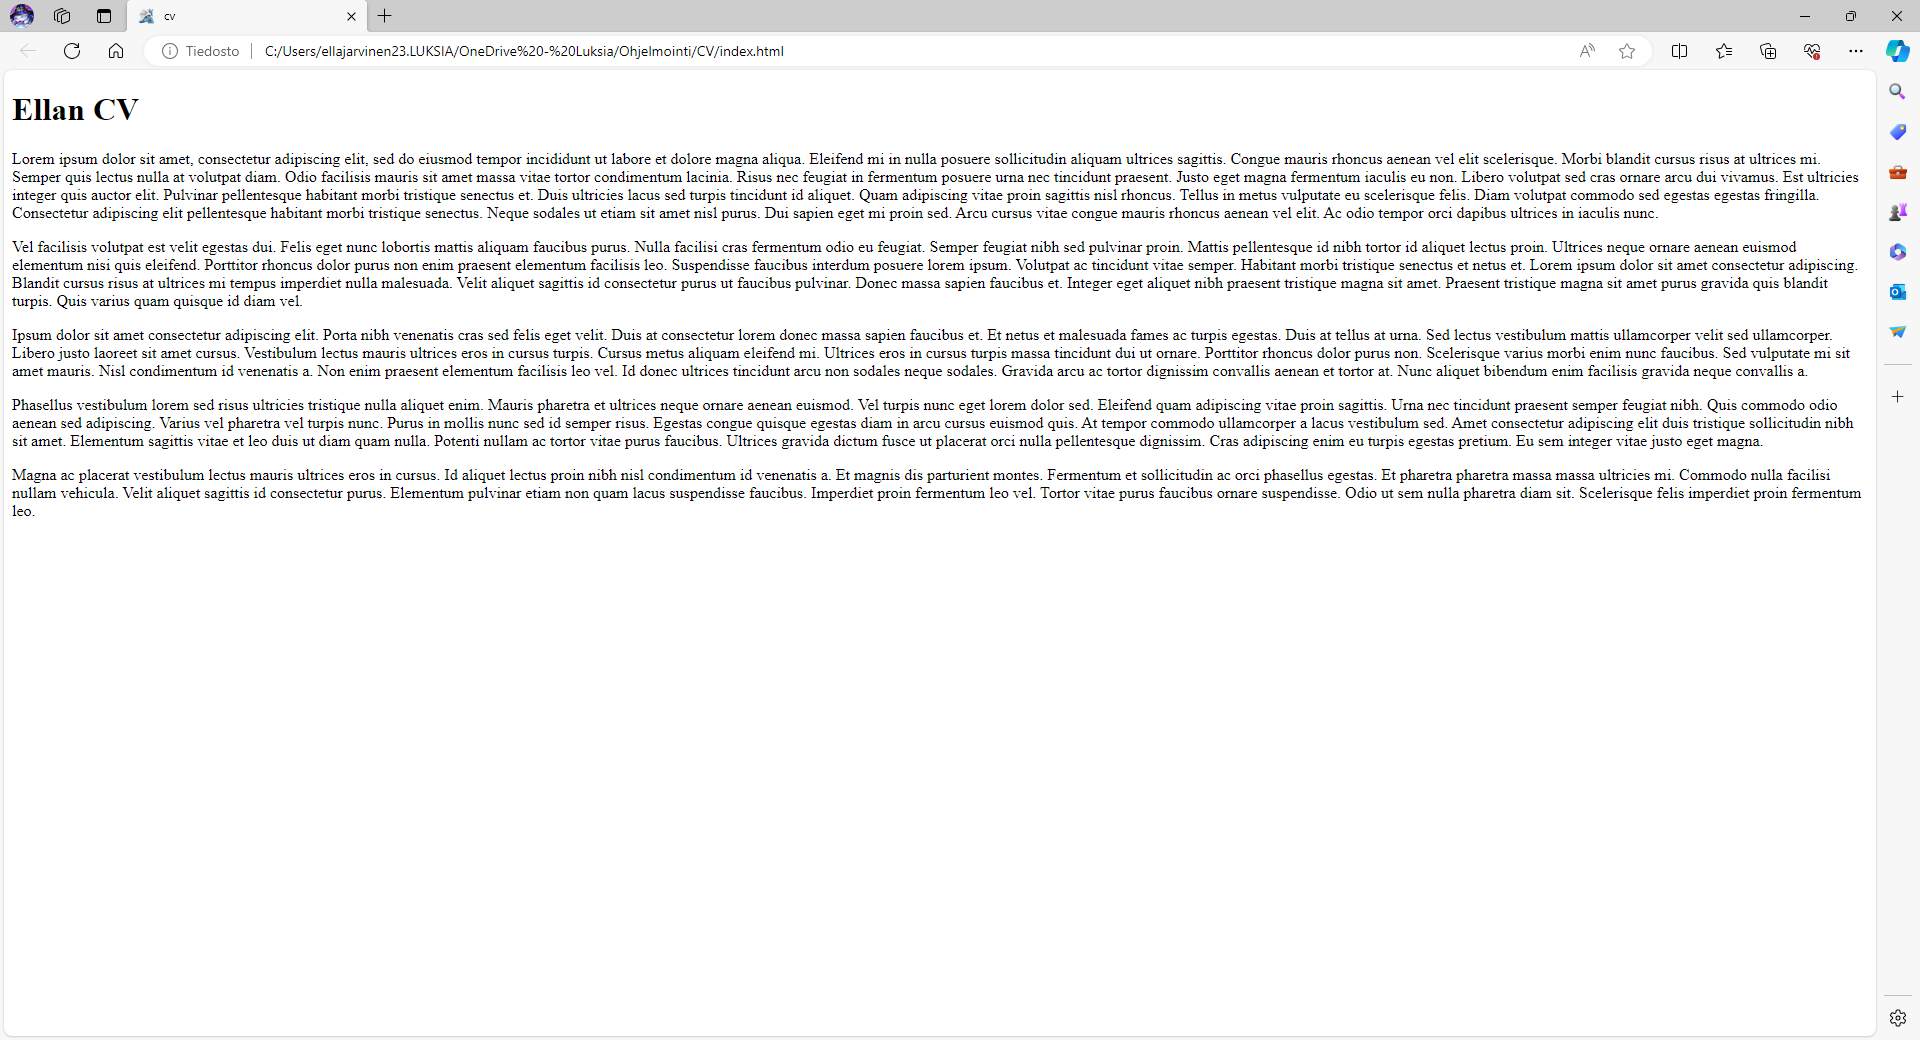 cv
Tiedosto
C:/Users/ellajarvinen23.LUKSIA/OneDrive%20-%20Luksia/Ohjelmointi/CV/index.html
Ellan CV
Lorem ipsum dolor sit amet, consectetur adipiscing elit, sed do eiusmod tempor incididunt ut labore et dolore magna aliqua. Eleifend mi in nulla posuere sollicitudin aliquam ultrices sagittis. Congue mauris rhoncus aenean vel elit scelerisque. Morbi blandit cursus risus at ultrices mi.
Semper quis lectus nulla at volutpat diam. Odio facilisis mauris sit amet massa vitae tortor condimentum lacinia. Risus nec feugiat in fermentum posuere urna nec tincidunt praesent. Justo eget magna fermentum iaculis eu non. Libero volutpat sed cras ornare arcu dui vivamus. Est ultricies
integer quis auctor elit. Pulvinar pellentesque habitant morbi tristique senectus et. Duis ultricies lacus sed turpis tincidunt id aliquet. Quam adipiscing vitae proin sagittis nisl rhoncus. Tellus in metus vulputate eu scelerisque felis. Diam volutpat commodo sed egestas egestas fringilla.
Consectetur adipiscing elit pellentesque habitant morbi tristique senectus. Neque sodales ut etiam sit amet nisl purus. Dui sapien eget mi proin sed. Arcu cursus vitae congue mauris rhoncus aenean vel elit. Ac odio tempor orci dapibus ultrices in iaculis nunc.
Vel facilisis volutpat est velit egestas dui. Felis eget nunc lobortis mattis aliquam faucibus purus. Nulla facilisi cras fermentum odio eu feugiat. Semper feugiat nibh sed pulvinar proin. Mattis pellentesque id nibh tortor id aliquet lectus proin. Ultrices neque ornare aenean euismod
elementum nisi quis eleifend. Porttitor rhoncus dolor purus non enim praesent elementum facilisis leo. Suspendisse faucibus interdum posuere lorem ipsum. Volutpat ac tincidunt vitae semper. Habitant morbi tristique senectus et netus et. Lorem ipsum dolor sit amet consectetur adipiscing.
Blandit cursus risus at ultrices mi tempus imperdiet nulla malesuada. Velit aliquet sagittis id consectetur purus ut faucibus pulvinar. Donec massa sapien faucibus et. Integer eget aliquet nibh praesent tristique magna sit amet. Praesent tristique magna sit amet purus gravida quis blandit
turpis. Quis varius quam quisque id diam vel.
Ipsum dolor sit amet consectetur adipiscing elit. Porta nibh venenatis cras sed felis eget velit. Duis at consectetur lorem donec massa sapien faucibus et. Et netus et malesuada fames ac turpis egestas. Duis at tellus at urna. Sed lectus vestibulum mattis ullamcorper velit sed ullamcorper.
Libero justo laoreet sit amet cursus. Vestibulum lectus mauris ultrices eros in cursus turpis. Cursus metus aliquam eleifend mi. Ultrices eros in cursus turpis massa tincidunt dui ut ornare. Porttitor rhoncus dolor purus non. Scelerisque varius morbi enim nunc faucibus. Sed vulputate mi sit
amet mauris. Nisl condimentum id venenatis a. Non enim praesent elementum facilisis leo vel. Id donec ultrices tincidunt arcu non sodales neque sodales. Gravida arcu ac tortor dignissim convallis aenean et tortor at. Nunc aliquet bibendum enim facilisis gravida neque convallis a.
Phasellus vestibulum lorem sed risus ultricies tristique nulla aliquet enim. Mauris pharetra et ultrices neque ornare aenean euismod. Vel turpis nunc eget lorem dolor sed. Eleifend quam adipiscing vitae proin sagittis. Urna nec tincidunt praesent semper feugiat nibh. Quis commodo odio
aenean sed adipiscing. Varius vel pharetra vel turpis nunc. Purus in mollis nunc sed id semper risus. Egestas congue quisque egestas diam in arcu cursus euismod quis. At tempor commodo ullamcorper a lacus vestibulum sed. Amet consectetur adipiscing elit duis tristique sollicitudin nibh
sit amet. Elementum sagittis vitae et leo duis ut diam quam nulla. Potenti nullam ac tortor vitae purus faucibus. Ultrices gravida dictum fusce ut placerat orci nulla pellentesque dignissim. Cras adipiscing enim eu turpis egestas pretium. Eu sem integer vitae justo eget magna.
Magna ac placerat vestibulum lectus mauris ultrices eros in cursus. Id aliquet lectus proin nibh nisl condimentum id venenatis a. Et magnis dis parturient montes. Fermentum et sollicitudin ac orci phasellus egestas. Et pharetra pharetra massa massa ultricies mi. Commodo nulla facilisi
nullam vehicula. Velit aliquet sagittis id consectetur purus. Elementum pulvinar etiam non quam lacus suspendisse faucibus. Imperdiet proin fermentum leo vel. Tortor vitae purus faucibus ornare suspendisse. Odio ut sem nulla pharetra diam sit. Scelerisque felis imperdiet proin fermentum
leo.